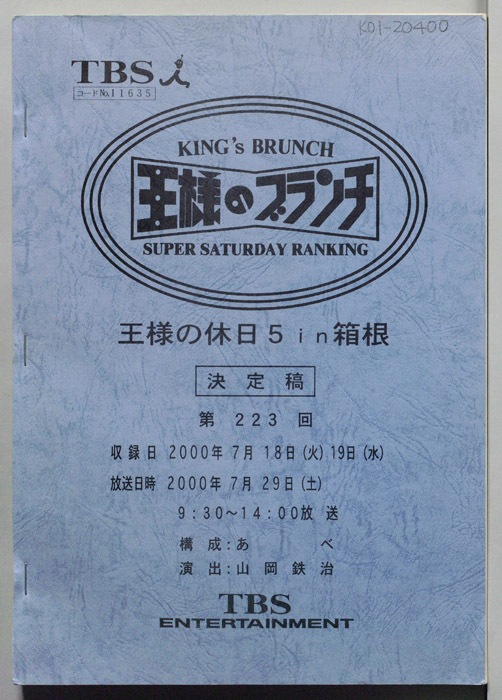 K01-20400
TBS
コードNo.11635
KING's BRUNCH
王様のブランチ
SUPER SATURDAY RANKING
王様の休日5 in箱根
決定稿
第 223 回
収録日 2000年 7月 18日(火) 19日(水)
放送日時 2000年 7月 29日(土)
9:30～14:00放 送
構成:あ べ
演出:山岡鉄治
TBS
ENTERTAINMENT